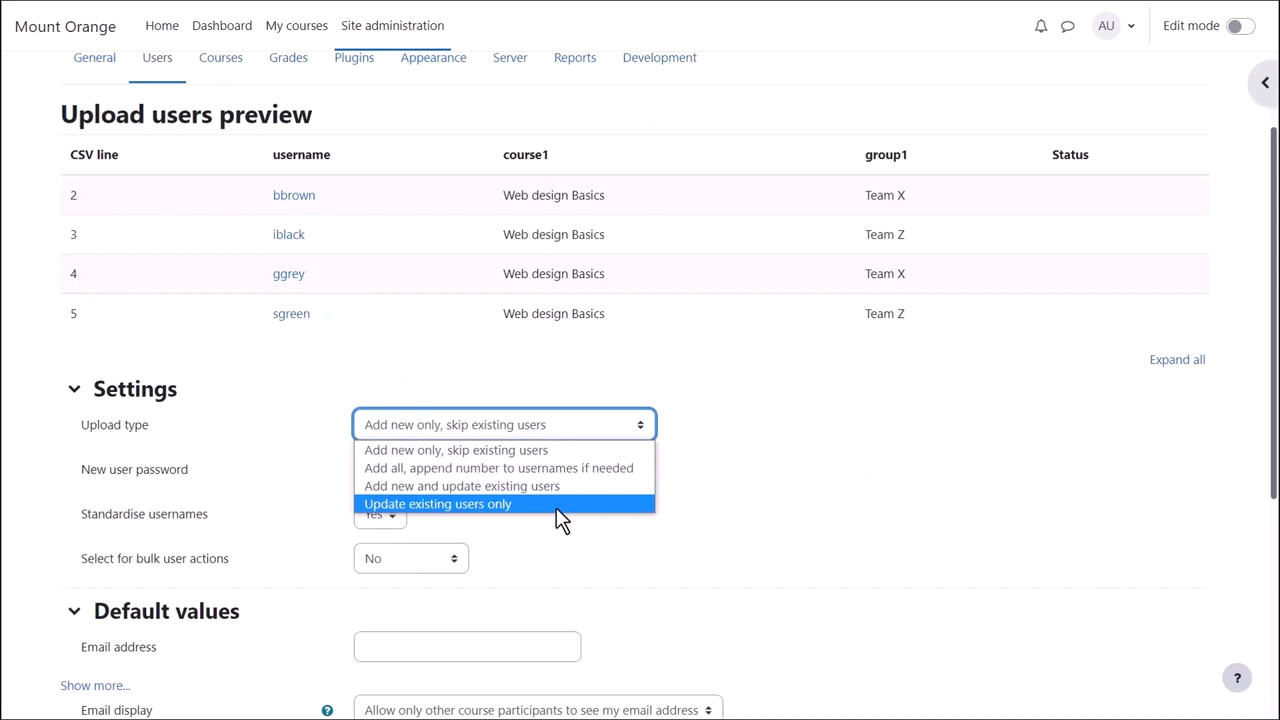 Mount Orange Home Dashboard My courses Site administration AU Edit mode
General Users Courses Grades Plugins Appearance Server Reports Development
Upload users preview
CSV line username course1 group1 Status
2 bbrown Web design Basics Team X
3 iblack Web design Basics Team Z
4 ggrey Web design Basics Team X
5 sgreen Web design Basics Team Z
Expand all
Settings
Upload type Add new only, skip existing users
Add new only, skip existing users
New user password Add all, append number to usernames if needed
Add new and update existing users
Update existing users only
Standardise usernames Yes
Select for bulk user actions No
Default values
Email address
?
Show more...
Email display ? Allow only other course participants to see my email address